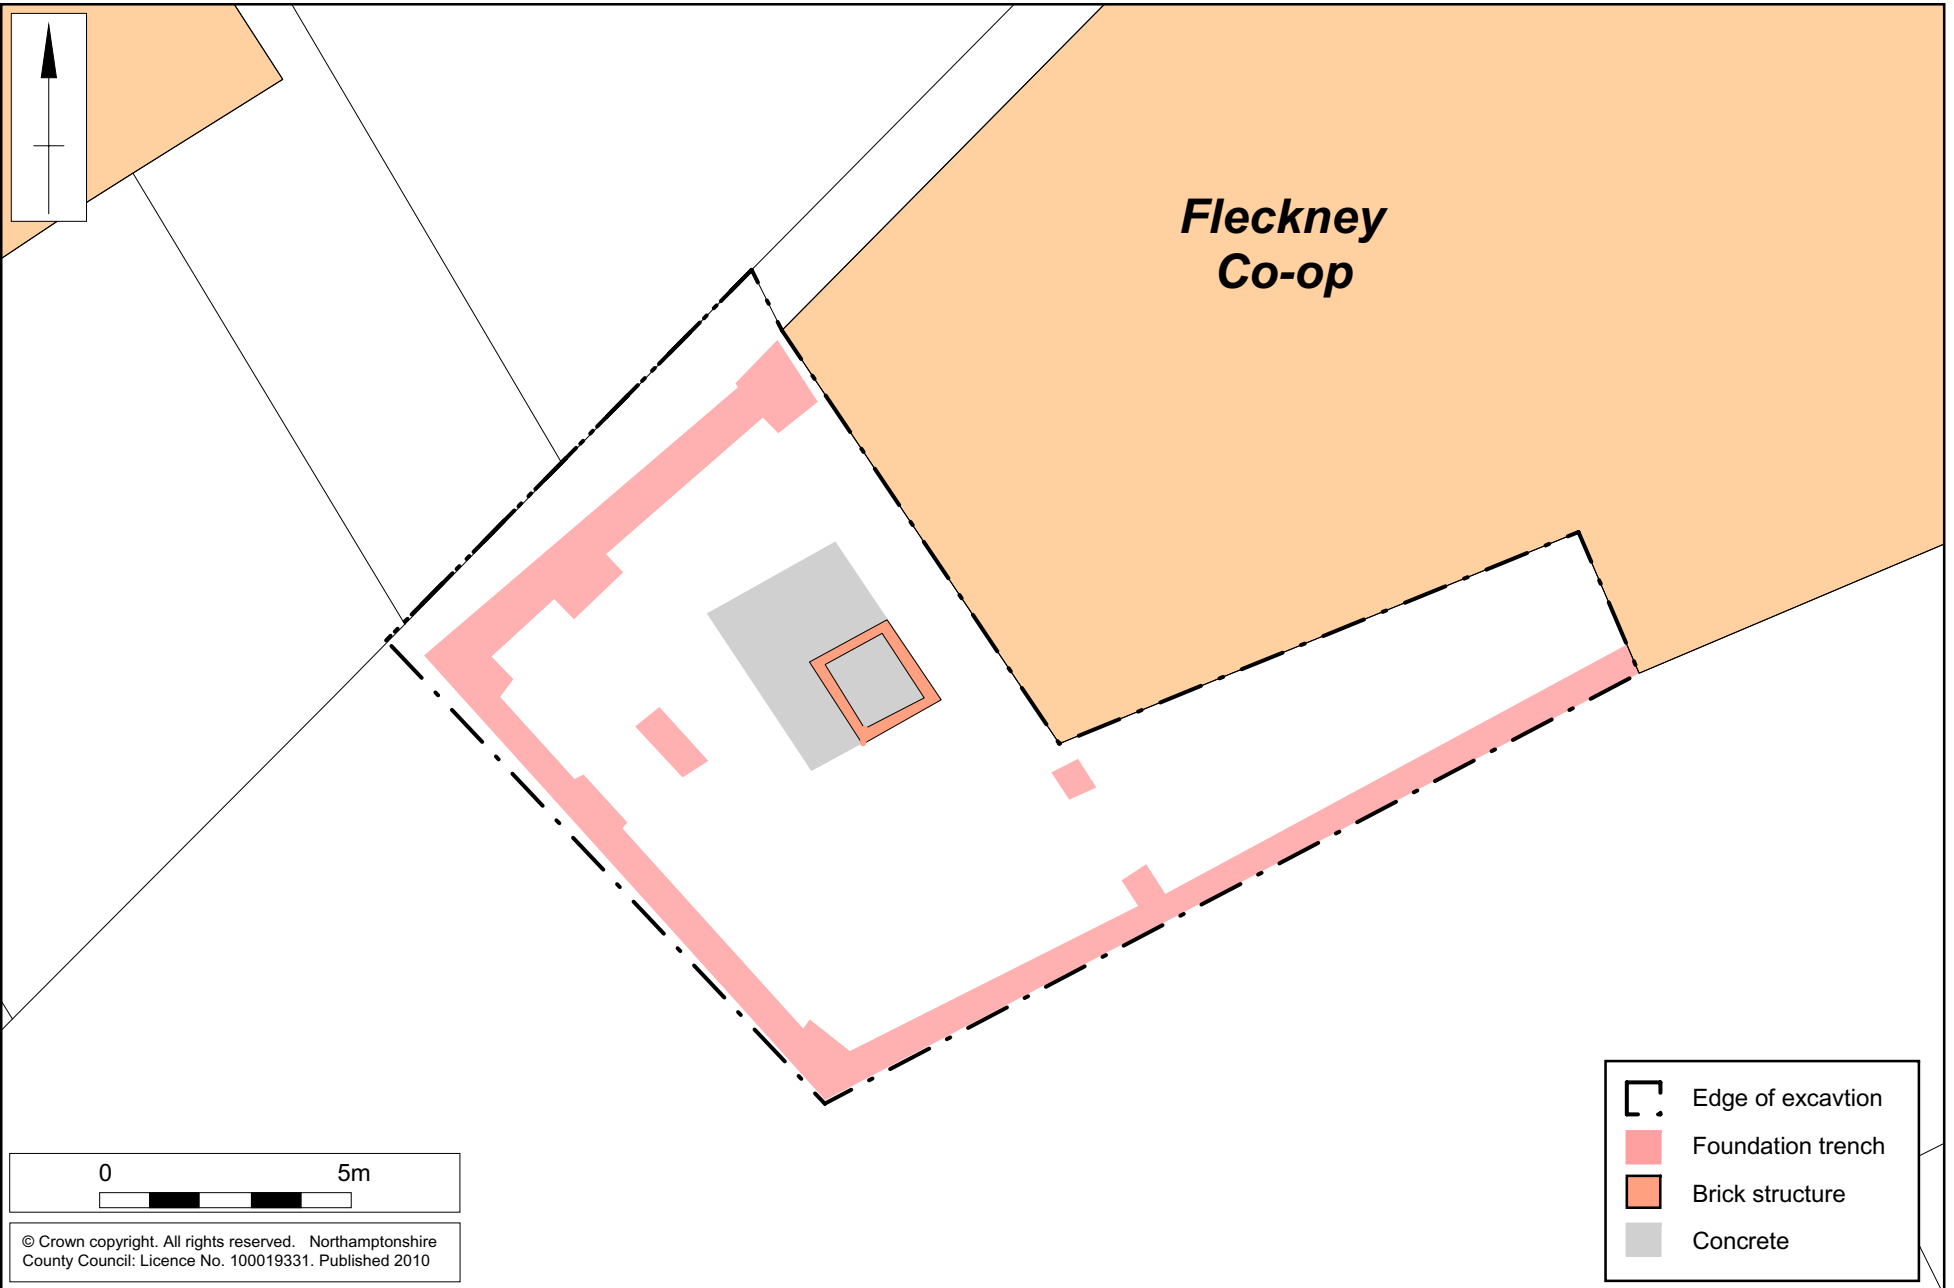 Fleckney
Co-op
Edge of excavtion
Foundation trench
Brick structure
Concrete
0 5m
© Crown copyright. All rights reserved. Northamptonshire
County Council: Licence No. 100019331. Published 2010